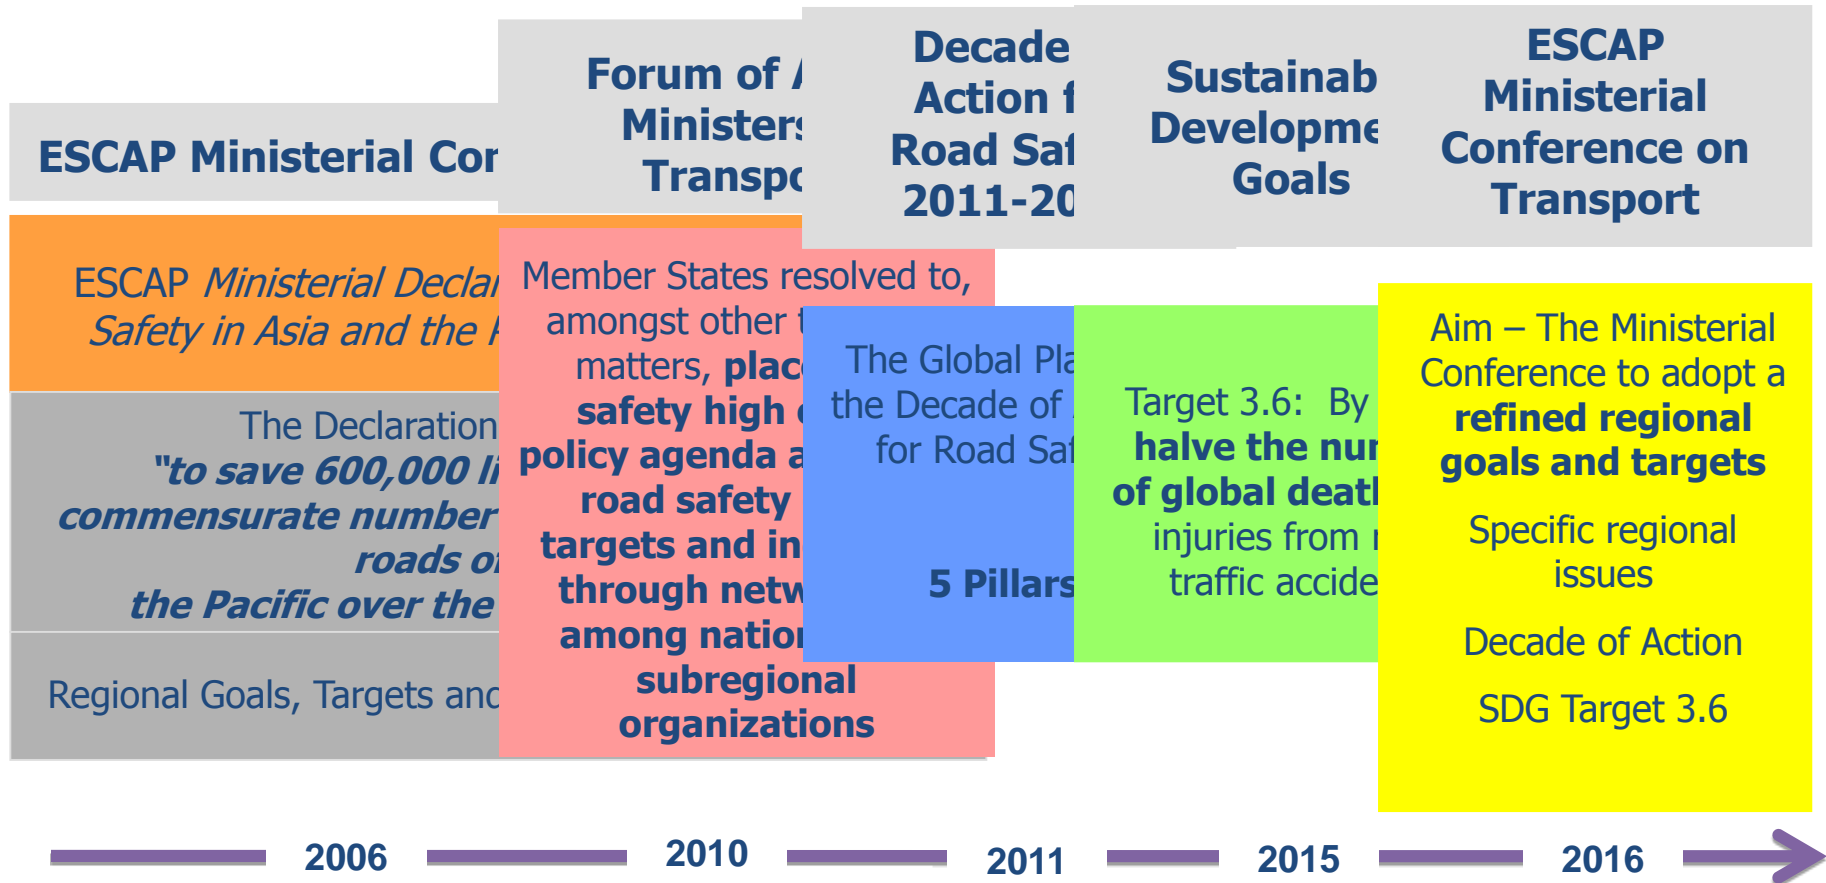 ESCAP Ministerial Con
ESCAP Ministerial Declar
Safety in Asia and the
The Declaration
"to save 600,000 li
commensurate number
roads of
the Pacific over the
Regional Goals, Targets and
Forum of
Ministers
Transpo
Member States resolved to,
amongst other
matters, place
safety high
policy agenda a
road safety
targets and in
through netw
among nation
subregional
organizations
Decade
Action f
Road Saf
2011-20
The Global Pla
the Decade of
for Road Saf
5 Pillars
Sustainab
Developme
Goals
Target 3.6: By
halve the num
of global death
injuries from
traffic accide
ESCAP
Ministerial
Conference on
Transport
Aim – The Ministerial
Conference to adopt a
refined regional
goals and targets
Specific regional
issues
Decade of Action
SDG Target 3.6
2006
2010
2011
2015
2016